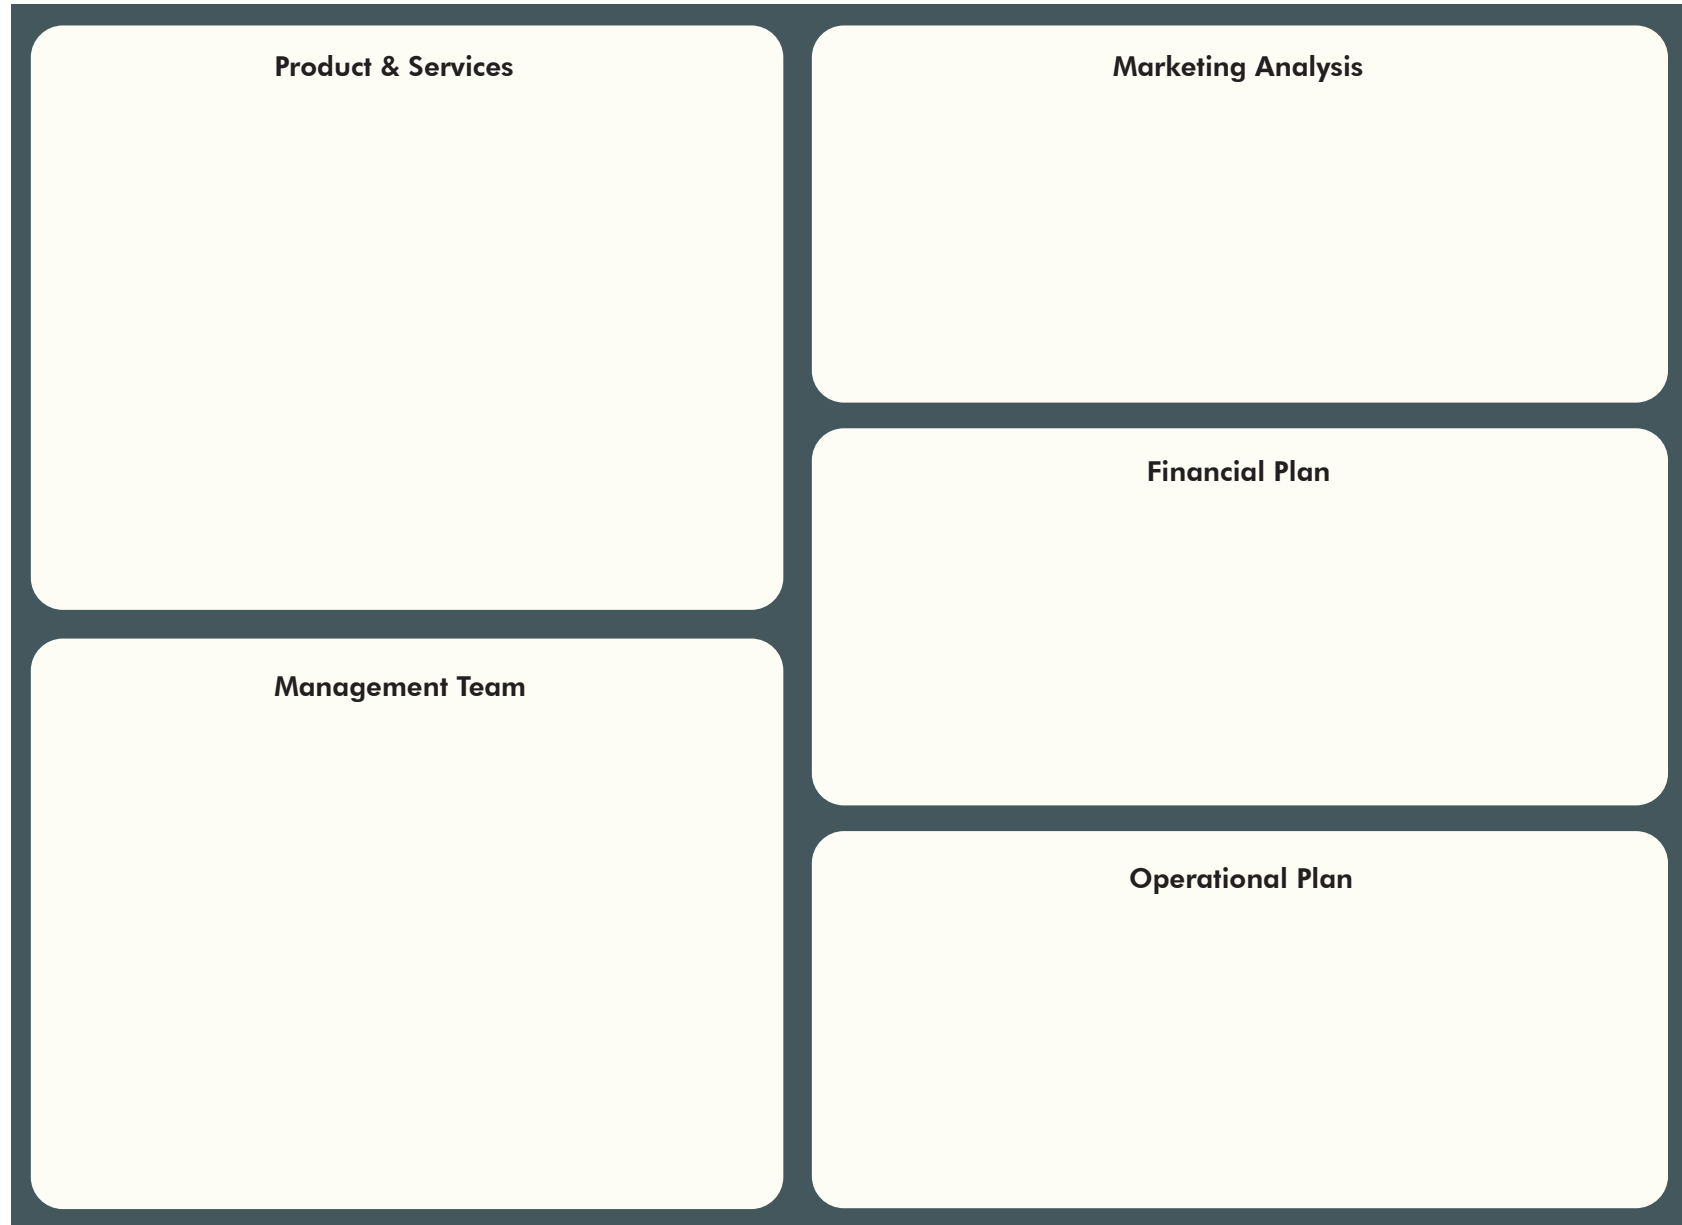 Product & Services
Management Team
Marketing Analysis
Financial Plan
Operational Plan